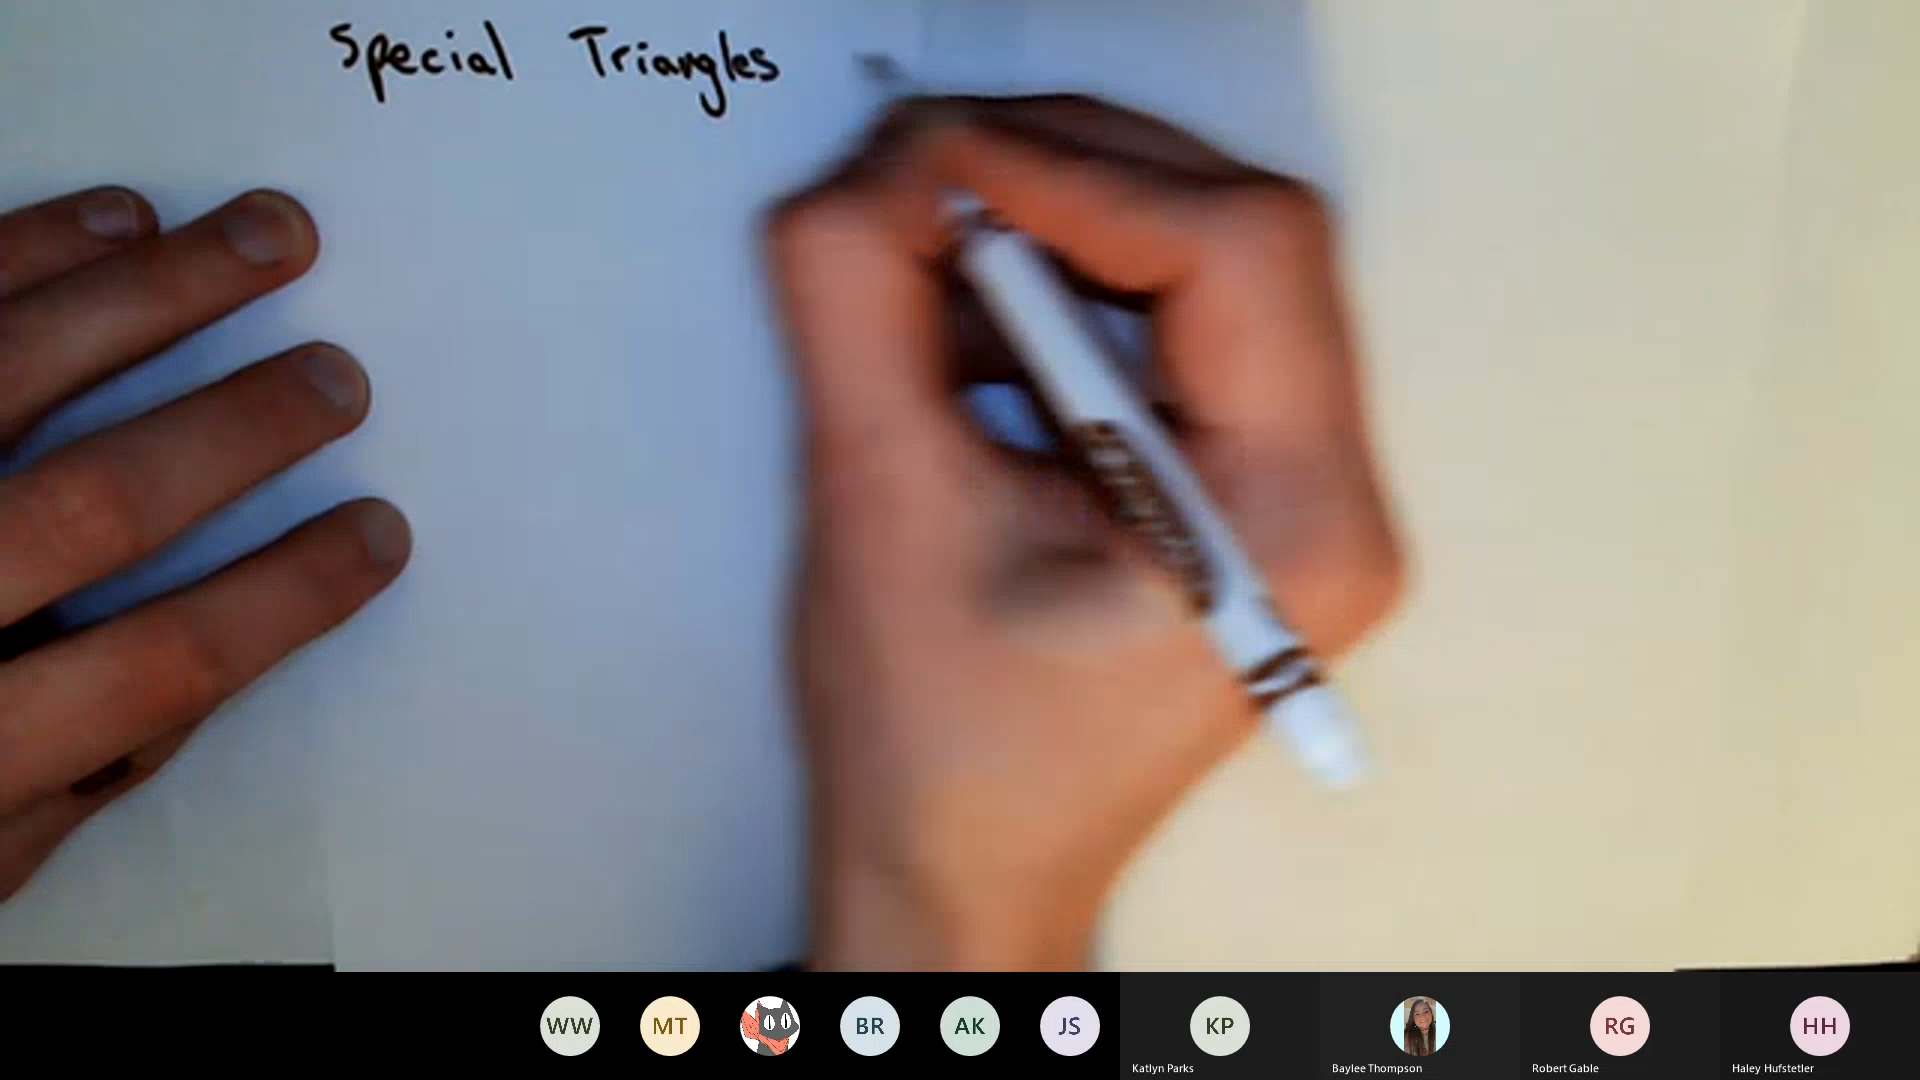 Special Triangles
WW MT BR AK JS KP RG HH
Katlyn Parks Baylee Thompson Robert Gable Haley Hufstetler